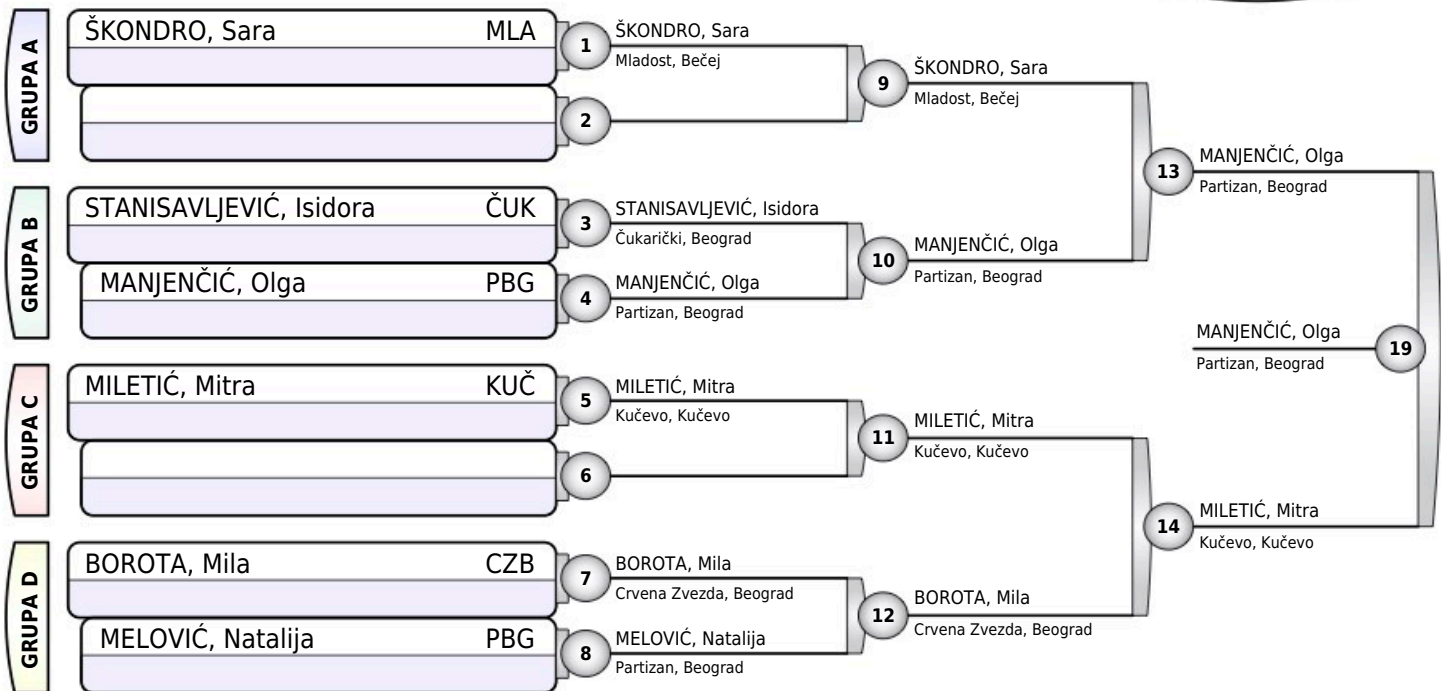 GRUPA A
ŠKONDRO, Sara MLA
1
ŠKONDRO, Sara
Mladost, Bečej
2
9
ŠKONDRO, Sara
Mladost, Bečej
GRUPA B
STANISAVLJEVIĆ, Isidora ČUK
3
STANISAVLJEVIĆ, Isidora
Čukarički, Beograd
MANJENČIĆ, Olga PBG
4
MANJENČIĆ, Olga
Partizan, Beograd
10
MANJENČIĆ, Olga
Partizan, Beograd
13
MANJENČIĆ, Olga
Partizan, Beograd
GRUPA C
MILETIĆ, Mitra KUČ
5
MILETIĆ, Mitra
Kučevo, Kučevo
6
11
MILETIĆ, Mitra
Kučevo, Kučevo
GRUPA D
BOROTA, Mila CZB
7
BOROTA, Mila
Crvena Zvezda, Beograd
MELOVIĆ, Natalija PBG
8
MELOVIĆ, Natalija
Partizan, Beograd
12
BOROTA, Mila
Crvena Zvezda, Beograd
14
MILETIĆ, Mitra
Kučevo, Kučevo
MANJENČIĆ, Olga
Partizan, Beograd
19